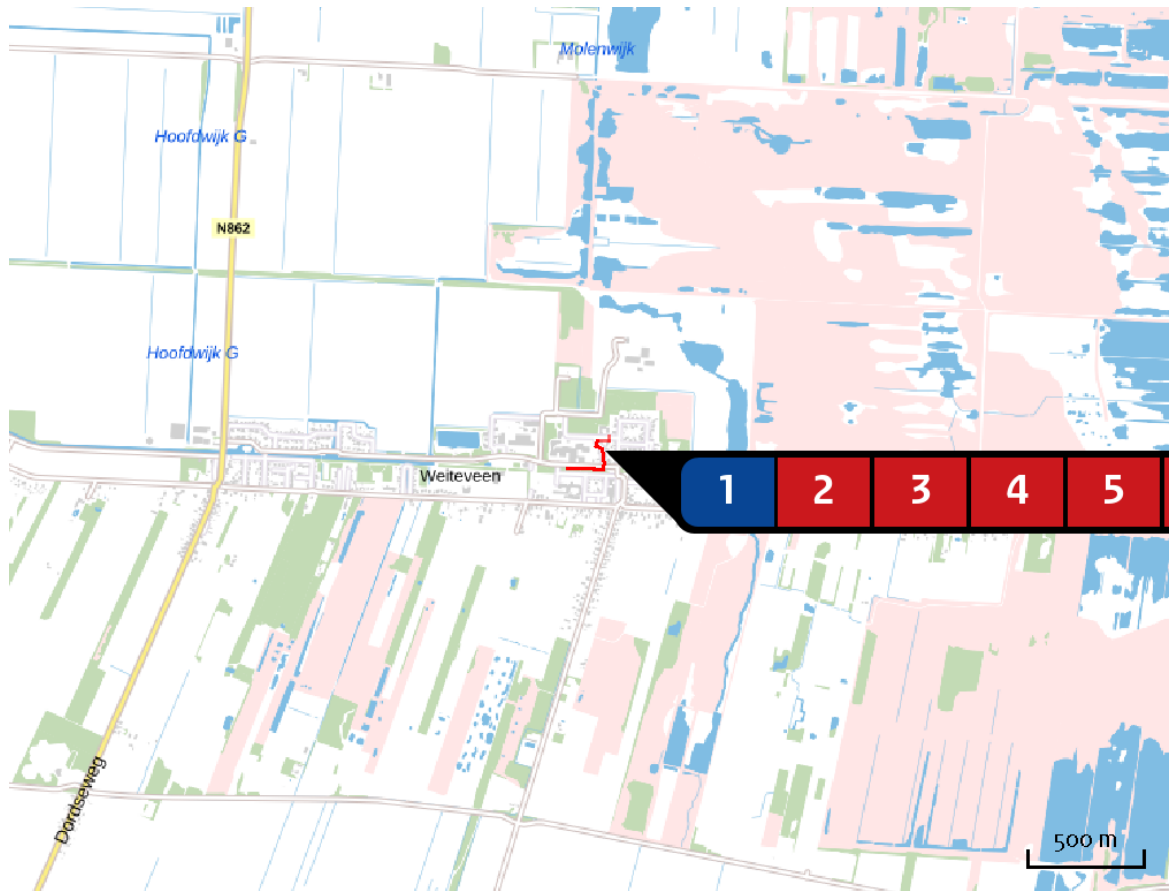 Molenwijk
Hoofdwijk G
N862
Hoofdwijk G
Weiteveen
1 2 3 4 5
Dordseweg
500 m